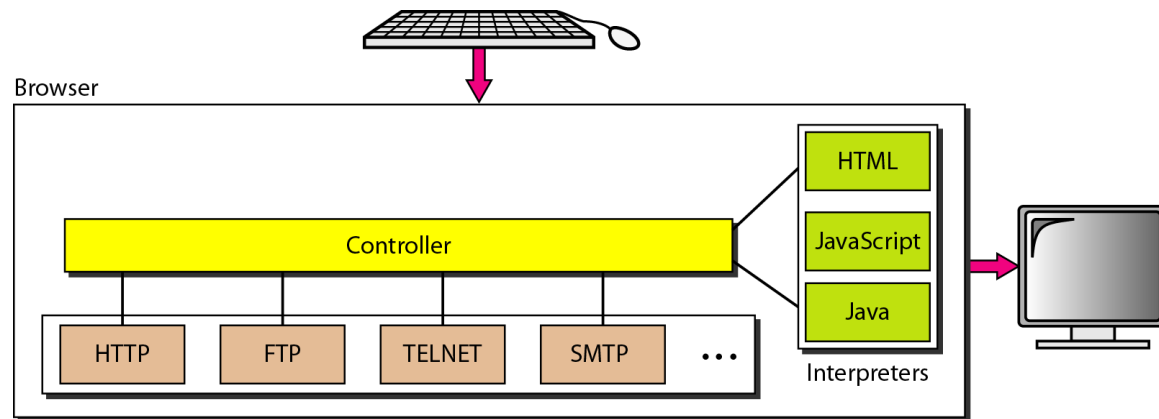 Browser
HTML
Controller
JavaScript
Java
HTTP
FTP
TELNET
SMTP
...
Interpreters